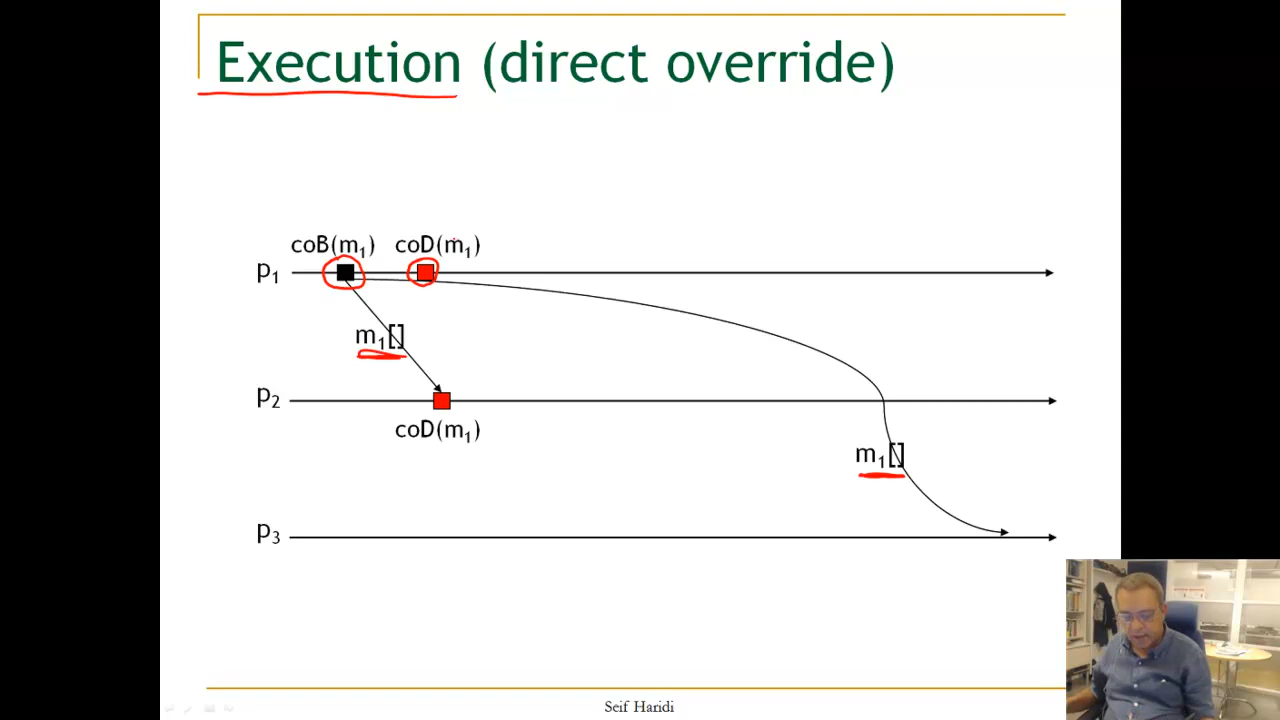 Execution (direct override)
coB(m₁) coD(m₁)
p₁
m₁[]
p₂
coD(m₁)
m₁[]
p₃
Seif Haridi